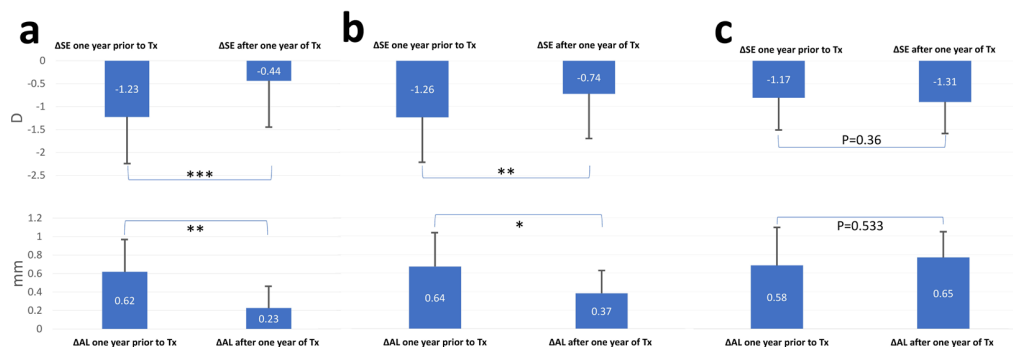 a
b
c
ΔSE one year prior to Tx
ΔSE after one year of Tx
ΔSE one year prior to Tx
ΔSE after one year of Tx
ΔSE one year prior to Tx
ΔSE after one year of Tx
D
0
-0.5
-1
-1.5
-2
-2.5
-1.23
-0.44
-1.26
-0.74
-1.17
-1.31
***
**
P=0.36
mm
1.2
1
0.8
0.6
0.4
0.2
0
**
*
P=0.533
0.62
0.23
0.64
0.37
0.58
0.65
ΔAL one year prior to Tx
ΔAL after one year of Tx
ΔAL one year prior to Tx
ΔAL after one year of Tx
ΔAL one year prior to Tx
ΔAL after one year of Tx